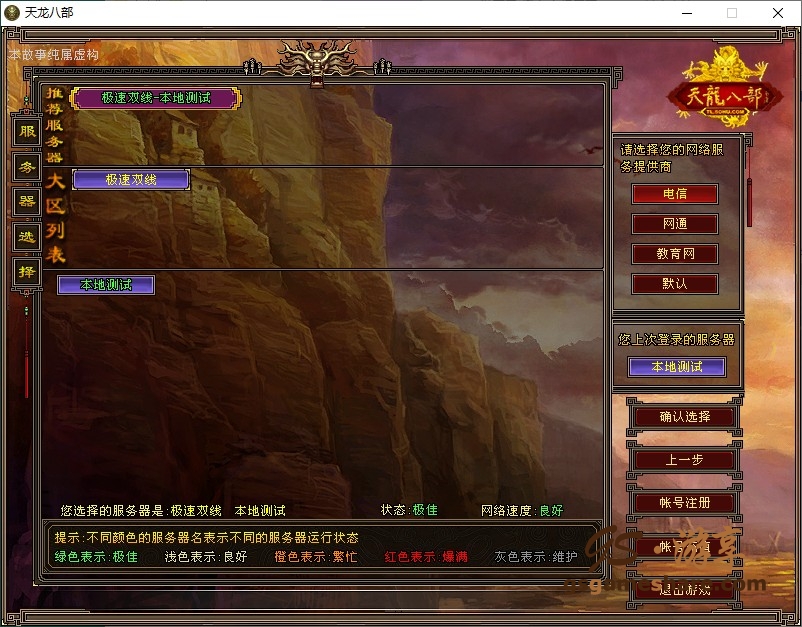 天龙八部
本故事纯属虚构
推荐服务器
极速双线-本地测试
服务器选择
大区列表
极速双线
本地测试
天龍八部
TL.SOHU.COM
请选择您的网络服
务提供商
电信
网通
教育网
默认
您上次登录的服务器
本地测试
确认选择
上一步
帐号注册
退出游戏
您选择的服务器是:极速双线 本地测试
状态:极佳
网络速度:良好
提示:不同颜色的服务器名表示不同的服务器运行状态
绿色表示:极佳 浅色表示:良好 橙色表示:繁忙 红色表示:爆满 灰色表示:维护